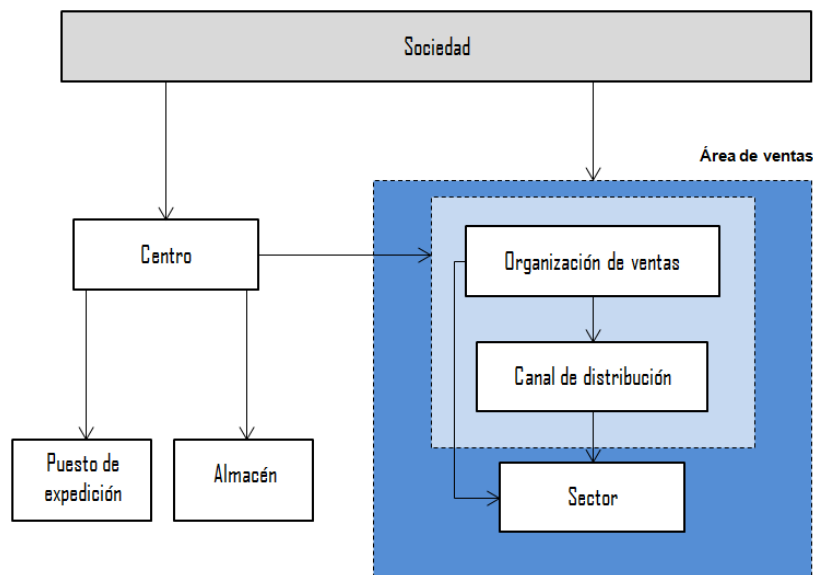 Sociedad
Área de ventas
Centro
Organización de ventas
Canal de distribución
Puesto de
expedición
Almacén
Sector